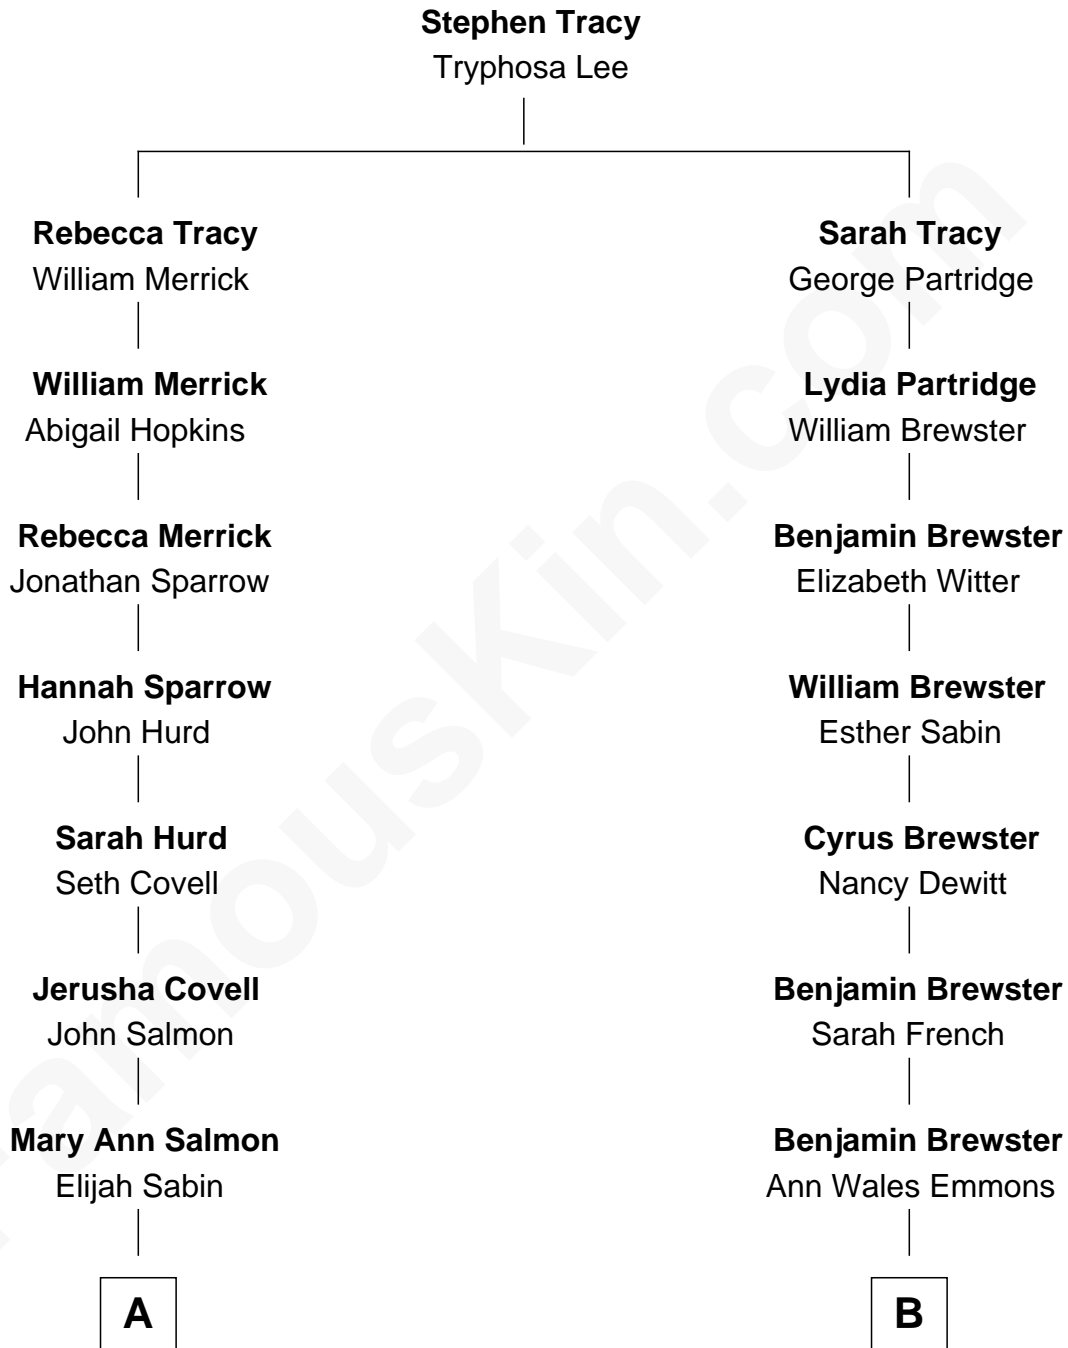 Stephen Tracy
Tryphosa Lee
Rebecca Tracy
William Merrick
Sarah Tracy
George Partridge
William Merrick
Abigail Hopkins
Lydia Partridge
William Brewster
Rebecca Merrick
Jonathan Sparrow
Benjamin Brewster
Elizabeth Witter
Hannah Sparrow
John Hurd
William Brewster
Esther Sabin
Sarah Hurd
Seth Covell
Cyrus Brewster
Nancy Dewitt
Jerusha Covell
John Salmon
Benjamin Brewster
Sarah French
Mary Ann Salmon
Elijah Sabin
Benjamin Brewster
Ann Wales Emmons
A
B
FamousKin.com